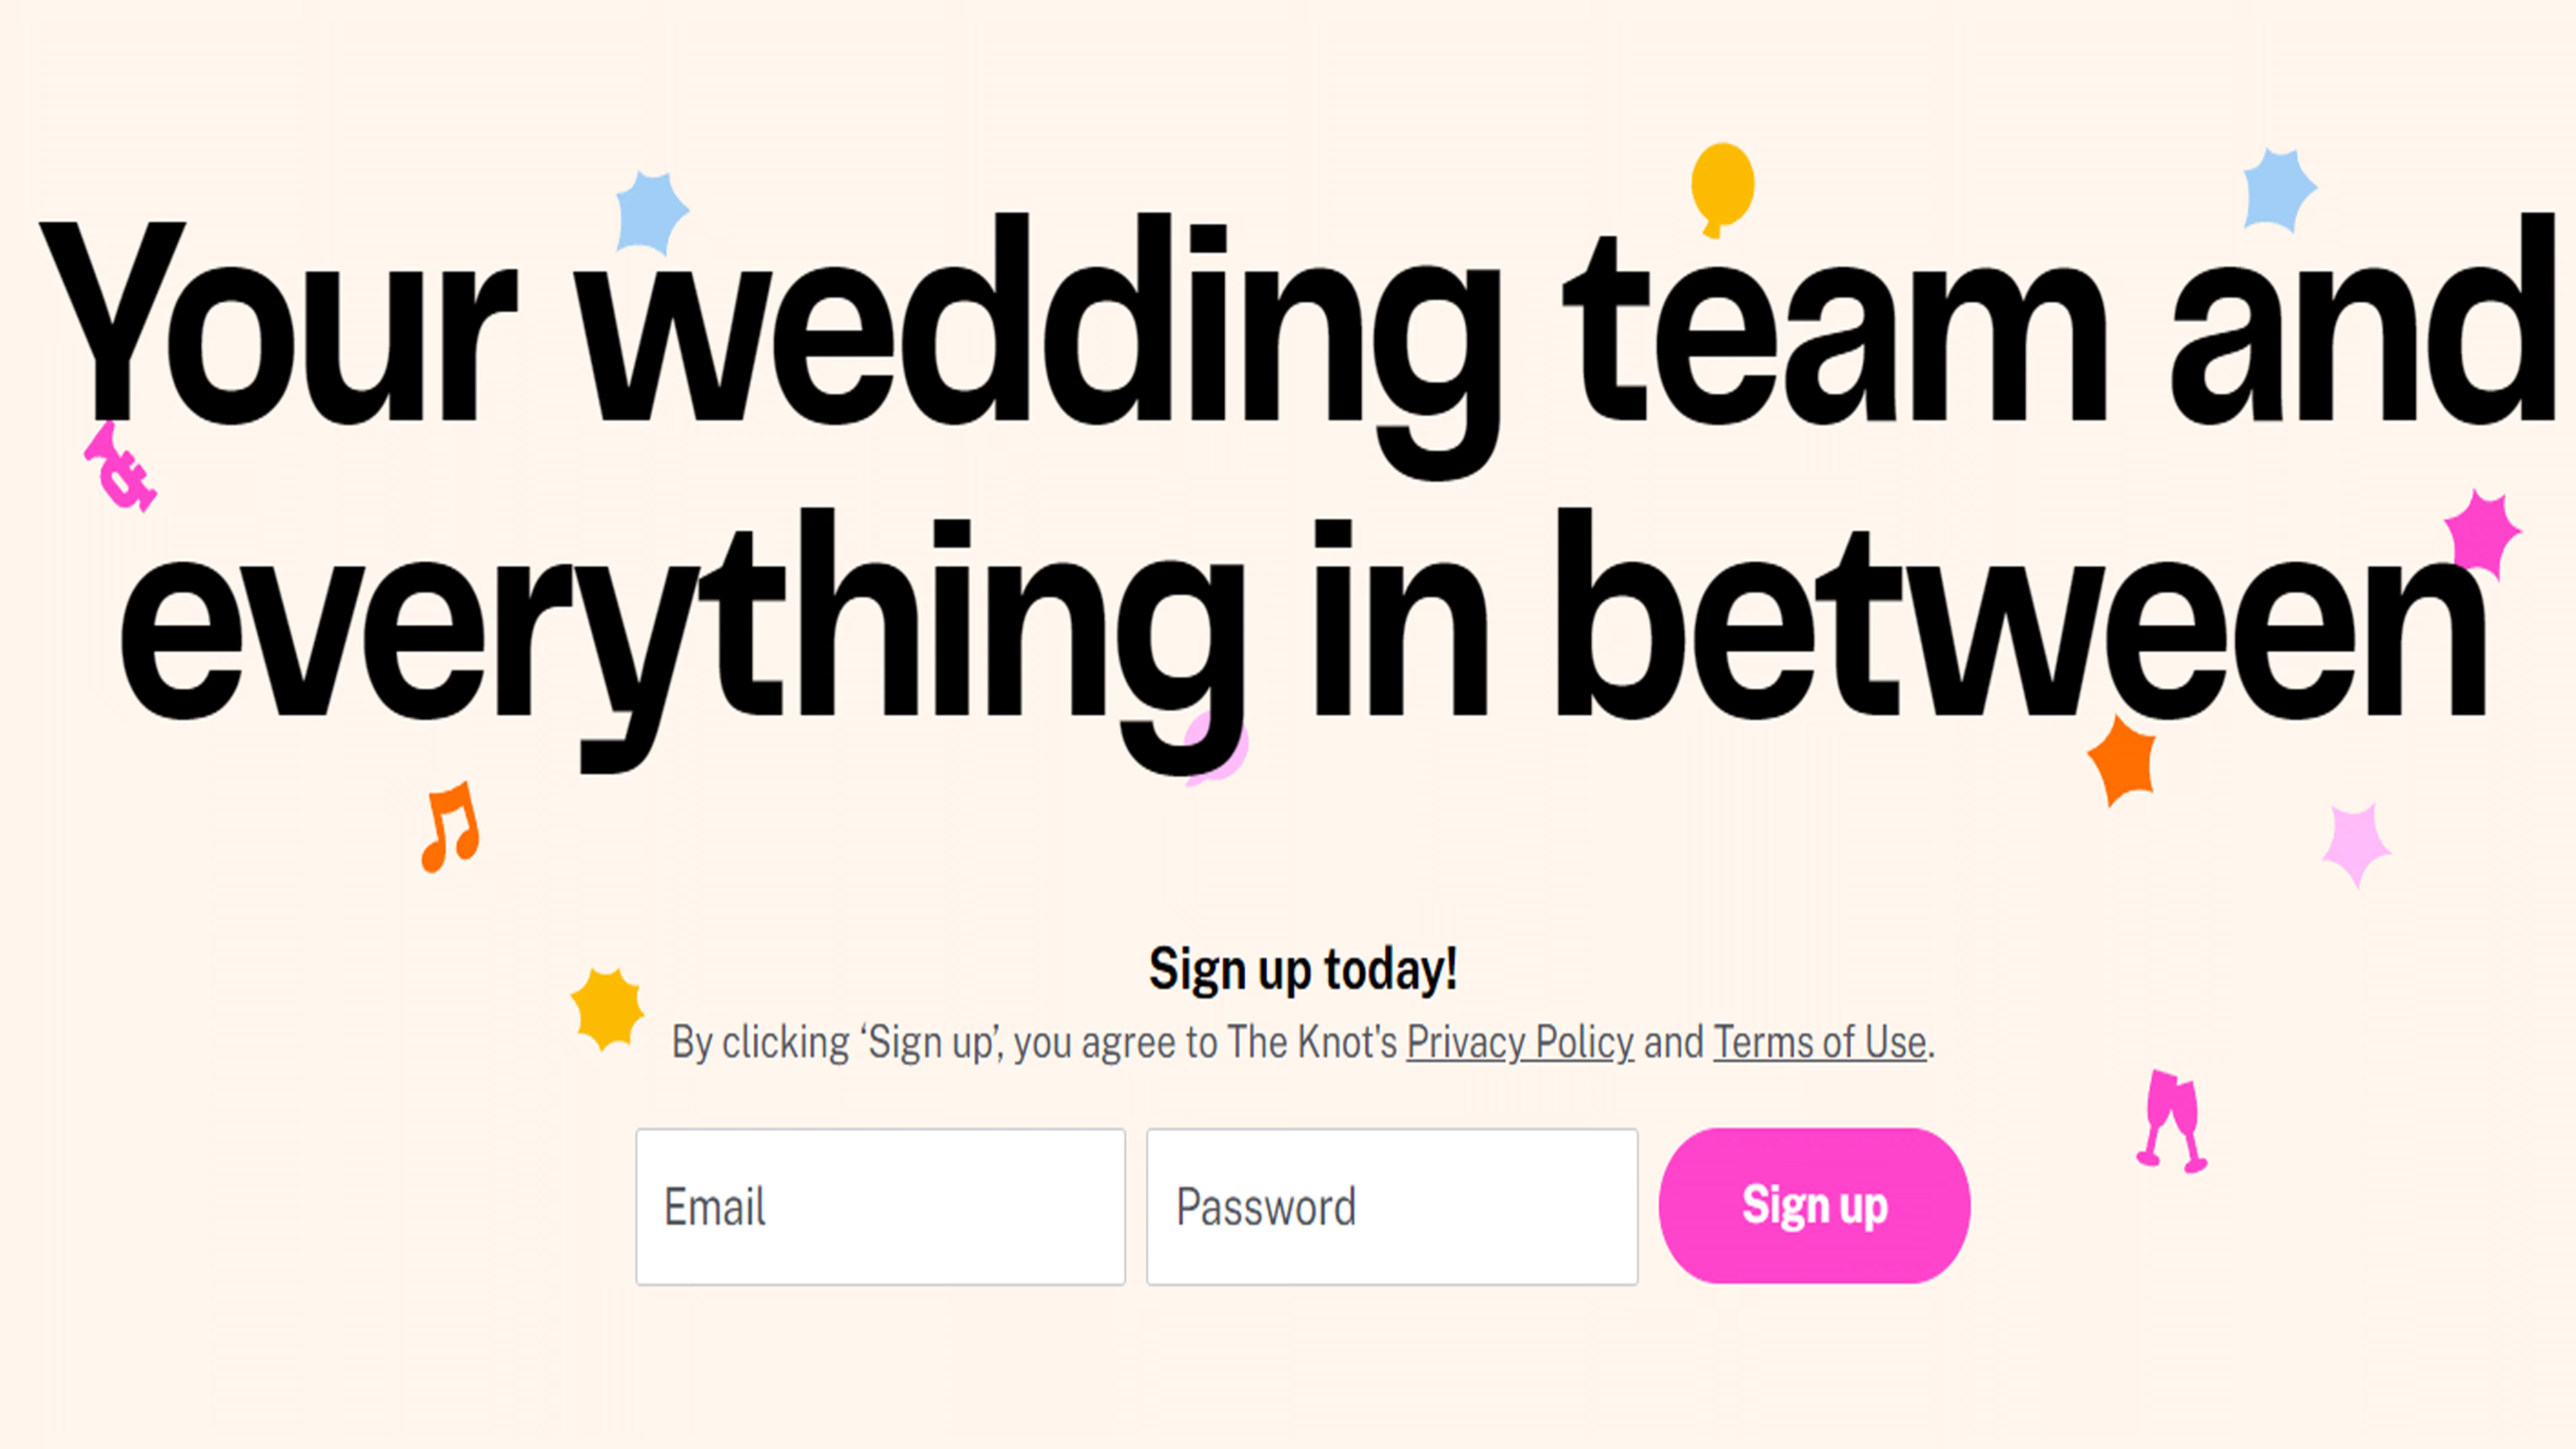 Your wedding team and
everything in between
Sign up today!
By clicking ‘Sign up’, you agree to The Knot's Privacy Policy and Terms of Use.
Email
Password
Sign up